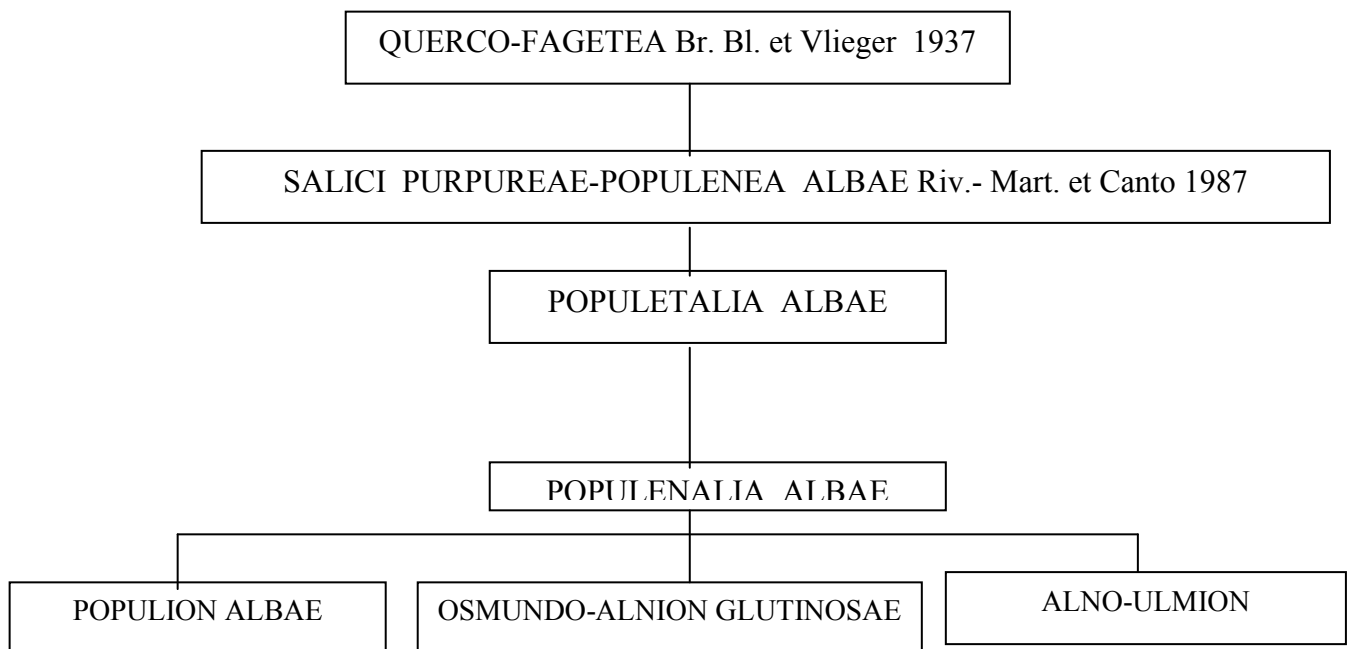 QUERCO-FAGETEA Br. Bl. et Vlieger 1937
SALICI PURPUREAE-POPULENEA ALBAE Riv.- Mart. et Canto 1987
POPULETALIA ALBAE
POPULENALIA ALBAE
POPULION ALBAE
OSMUNDO-ALNION GLUTINOSAE
ALNO-ULMION